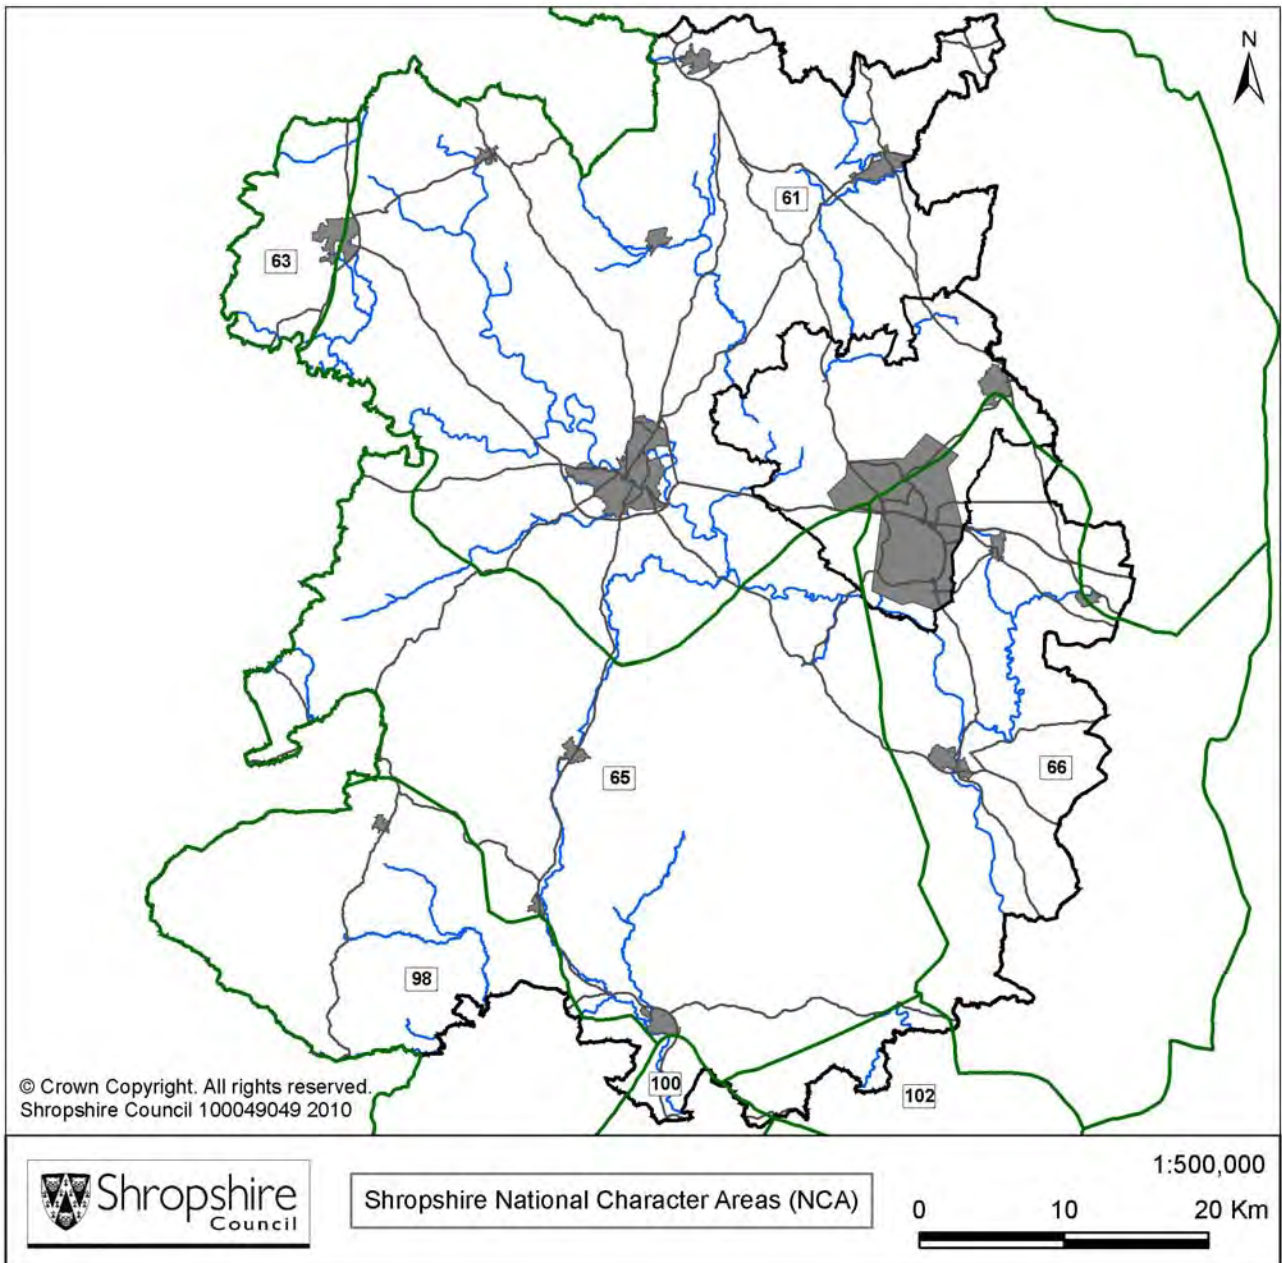 N
61
63
65
66
98
100
102
© Crown Copyright. All rights reserved.
Shropshire Council 100049049 2010
Shropshire
Council
Shropshire National Character Areas (NCA)
1:500,000
0 10 20 Km